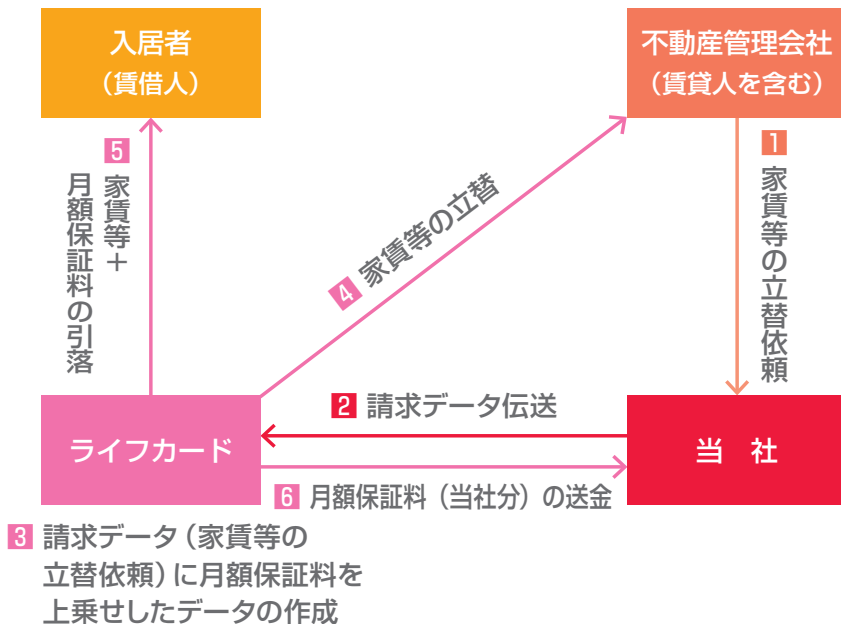 入居者
（賃借人）
不動産管理会社
（賃貸人を含む）
1 家賃等の立替依頼
5 家賃等＋
月額保証料の引落
4 家賃等の立替
2 請求データ伝送
ライフカード
当　社
6 月額保証料（当社分）の送金
3 請求データ（家賃等の
立替依頼）に月額保証料を
上乗せしたデータの作成